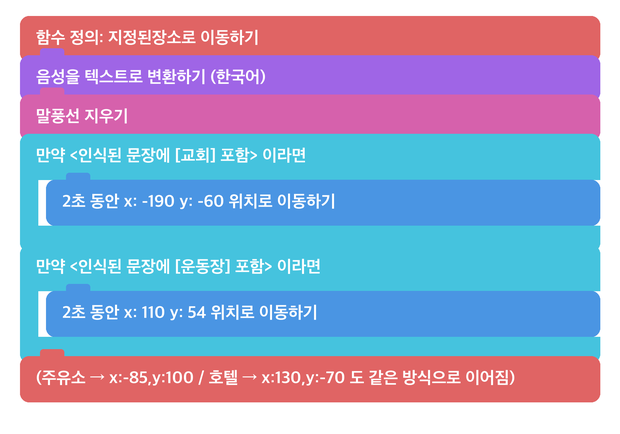 함수 정의: 지정된장소로 이동하기
음성을 텍스트로 변환하기 (한국어)
말풍선 지우기
만약 <인식된 문장에 [교회] 포함> 이라면
2초 동안 x: -190 y: -60 위치로 이동하기
만약 <인식된 문장에 [운동장] 포함> 이라면
2초 동안 x: 110 y: 54 위치로 이동하기
(주유소 → x:-85,y:100 / 호텔 → x:130,y:-70 도 같은 방식으로 이어짐)